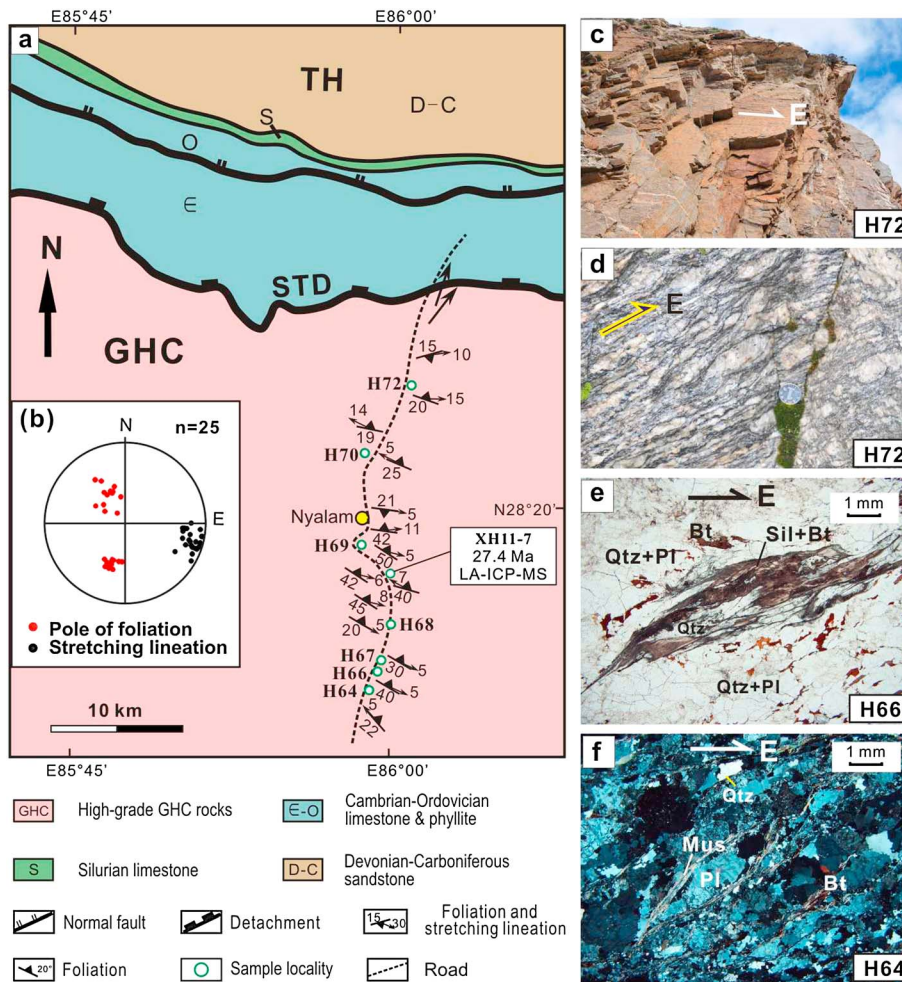 E85°45'
E86°00'
a
TH
D-C
S
O
∈
STD
N
GHC
15
10
H72
20
15
14
19
H70
5
25
Nyalam
N28°20'
21
5
11
H69
42
5
50
XH11-7
27.4 Ma
LA-ICP-MS
6
7
42
40
45
8
20
5
H68
H67
5
30
H66
H64
5
40
5
22
(b)
N
n=25
E
Pole of foliation
Stretching lineation
10 km
E85°45'
E86°00'
GHC
High-grade GHC rocks
∈-O
Cambrian-Ordovician
limestone & phyllite
S
Silurian limestone
D-C
Devonian-Carboniferous
sandstone
Normal fault
Detachment
15
30
Foliation and
stretching lineation
20°
Foliation
Sample locality
Road
c
E
H72
d
E
H72
e
E
1 mm
Bt
Sil+Bt
Qtz+Pl
Qtz
Qtz+Pl
H66
f
E
1 mm
Qtz
Mus
Pl
Bt
H64